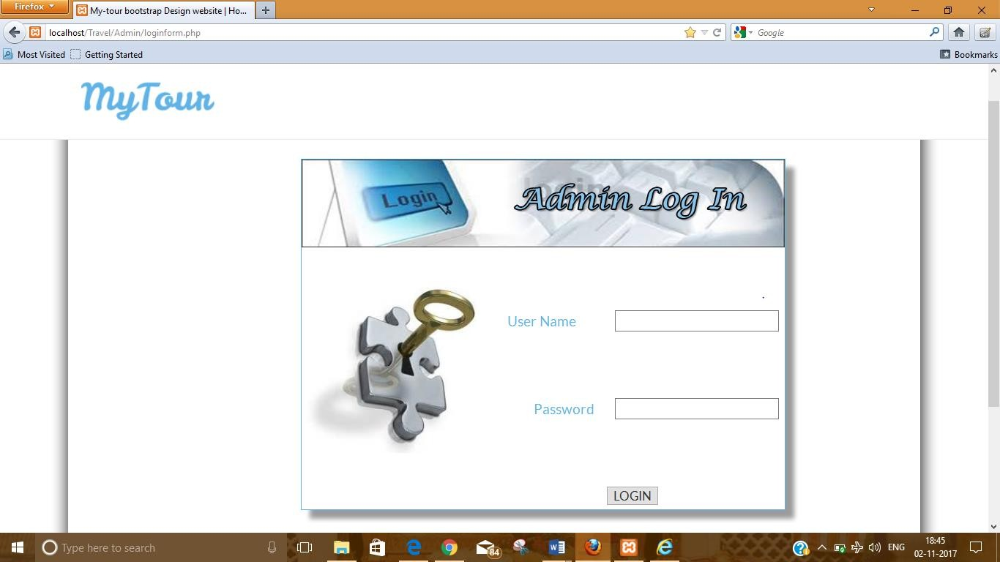 Firefox
My-tour bootstrap Design website | Ho...
localhost/Travel/Admin/loginform.php
Google
Most Visited
Getting Started
Bookmarks
MyTour
Login
login
Admin Log In
User Name
Password
LOGIN
Type here to search
84
ENG
18:45
02-11-2017